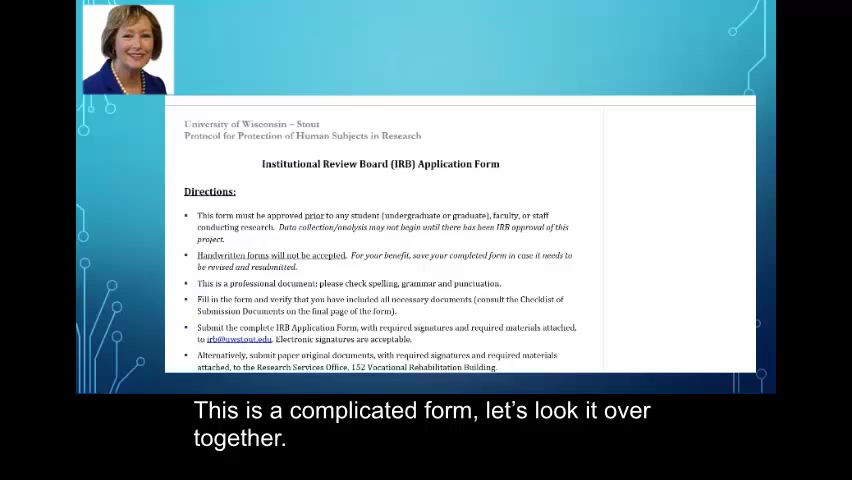 University of Wisconsin – Stout
Protocol for Protection of Human Subjects in Research
Institutional Review Board (IRB) Application Form
Directions:
▪ This form must be approved prior to any student (undergraduate or graduate), faculty, or staff
conducting research. Data collection/analysis may not begin until there has been IRB approval of this
project.
▪ Handwritten forms will not be accepted. For your benefit, save your completed form in case it needs to
be revised and resubmitted.
▪ This is a professional document; please check spelling, grammar and punctuation.
▪ Fill in the form and verify that you have included all necessary documents (consult the Checklist of
Submission Documents on the final page of the form).
▪ Submit the complete IRB Application Form, with required signatures and required materials attached,
to irb@uwstout.edu. Electronic signatures are acceptable.
▪ Alternatively, submit paper original documents, with required signatures and required materials
attached, to the Research Services Office, 152 Vocational Rehabilitation Building.
This is a complicated form, let’s look it over
together.